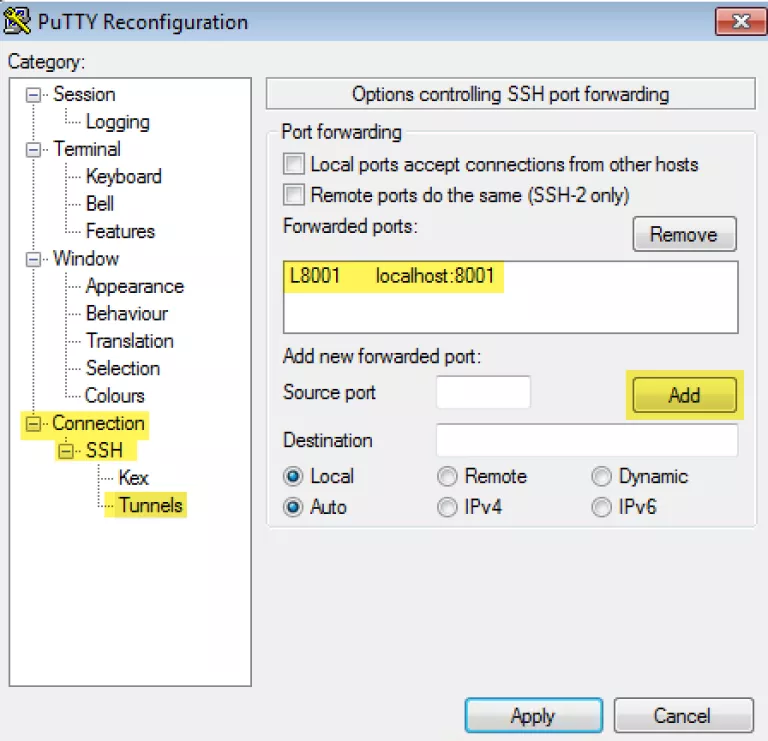 PuTTY Reconfiguration
Category:
Session
Logging
Terminal
Keyboard
Bell
Features
Window
Appearance
Behaviour
Translation
Selection
Colours
Connection
SSH
Kex
Tunnels
Options controlling SSH port forwarding
Port forwarding
Local ports accept connections from other hosts
Remote ports do the same (SSH-2 only)
Forwarded ports:
Remove
L8001 localhost:8001
Add new forwarded port:
Source port
Add
Destination
Local Remote Dynamic
Auto IPv4 IPv6
Apply Cancel